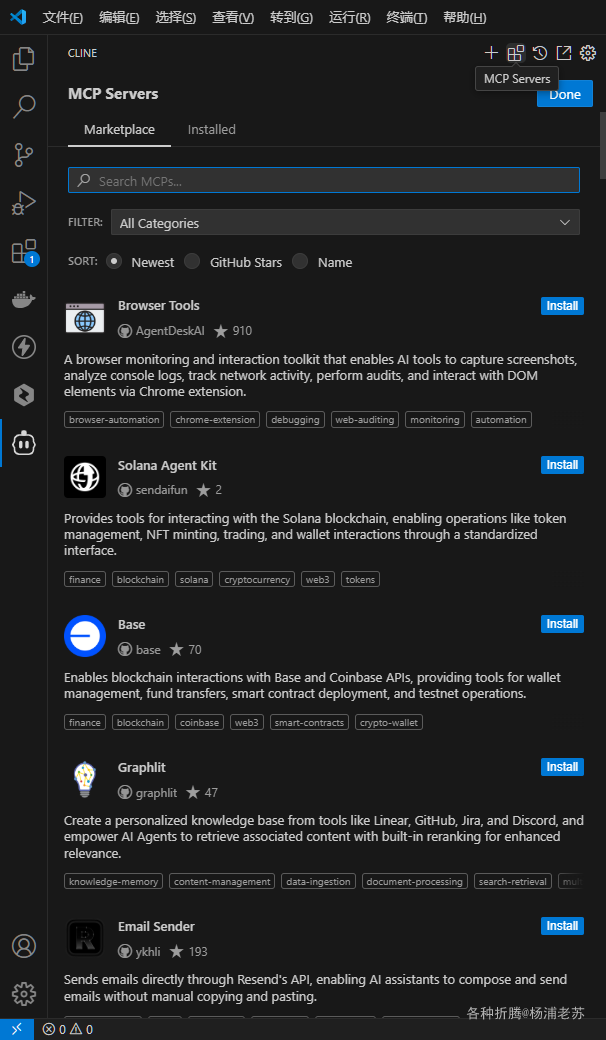 文件(F) 编辑(E) 选择(S) 查看(V) 转到(G) 运行(R) 终端(T) 帮助(H)
CLINE
MCP Servers
MCP Servers
Done
Marketplace Installed
Search MCPs...
FILTER: All Categories
SORT: Newest GitHub Stars Name
1
Browser Tools Install
AgentDeskAI 910
A browser monitoring and interaction toolkit that enables AI tools to capture screenshots,
analyze console logs, track network activity, perform audits, and interact with DOM
elements via Chrome extension.
browser-automation chrome-extension debugging web-auditing monitoring automation
Solana Agent Kit Install
sendaifun 2
Provides tools for interacting with the Solana blockchain, enabling operations like token
management, NFT minting, trading, and wallet interactions through a standardized
interface.
finance blockchain solana cryptocurrency web3 tokens
Base Install
base 70
Enables blockchain interactions with Base and Coinbase APIs, providing tools for wallet
management, fund transfers, smart contract deployment, and testnet operations.
finance blockchain coinbase web3 smart-contracts crypto-wallet
Graphlit Install
graphlit 47
Create a personalized knowledge base from tools like Linear, GitHub, Jira, and Discord, and
empower AI Agents to retrieve associated content with built-in reranking for enhanced
relevance.
knowledge-memory content-management data-ingestion document-processing search-retrieval
Email Sender Install
R
ykhli 193
Sends emails directly through Resend's API, enabling AI assistants to compose and send
emails without manual copying and pasting.
各种折腾@杨浦老苏
0 0